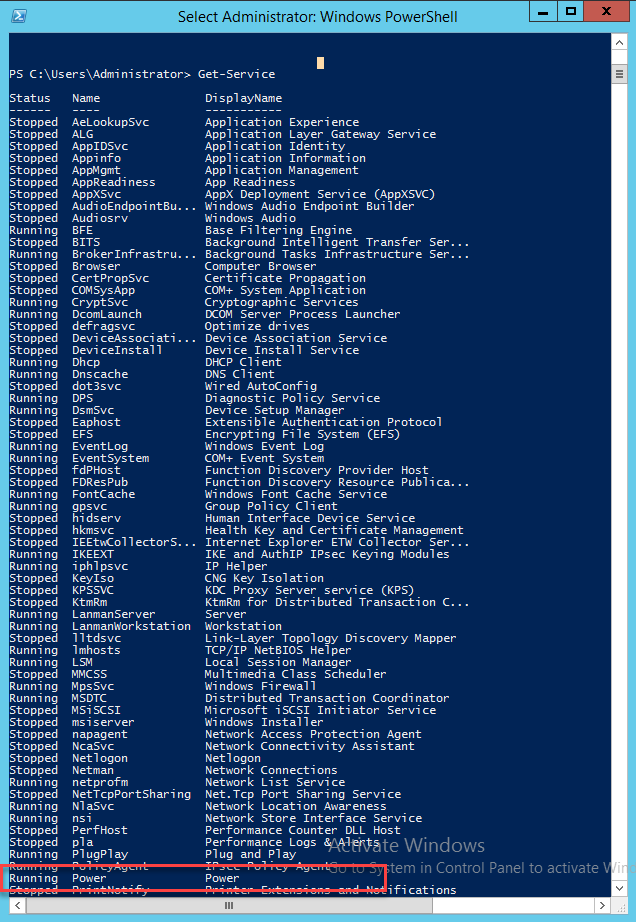 Select Administrator: Windows PowerShell
PS C:\Users\Administrator> Get-Service
Status Name DisplayName
------ ---- -----------
Stopped AeLookupSvc Application Experience
Stopped ALG Application Layer Gateway Service
Stopped AppIDSvc Application Identity
Stopped Appinfo Application Information
Stopped AppMgmt Application Management
Stopped AppReadiness App Readiness
Stopped AppXSvc AppX Deployment Service (AppXSVC)
Stopped AudioEndpointBu... Windows Audio Endpoint Builder
Stopped Audiosrv Windows Audio
Running BFE Base Filtering Engine
Stopped BITS Background Intelligent Transfer Ser...
Running BrokerInfrastru... Background Tasks Infrastructure Ser...
Stopped Browser Computer Browser
Stopped CertPropSvc Certificate Propagation
Stopped COMSysApp COM+ System Application
Running CryptSvc Cryptographic Services
Running DcomLaunch DCOM Server Process Launcher
Stopped defragsvc Optimize drives
Stopped DeviceAssociati... Device Association Service
Stopped DeviceInstall Device Install Service
Running Dhcp DHCP Client
Running Dnscache DNS Client
Stopped dot3svc Wired AutoConfig
Running DPS Diagnostic Policy Service
Running DsmSvc Device Setup Manager
Stopped Eaphost Extensible Authentication Protocol
Stopped EFS Encrypting File System (EFS)
Running EventLog Windows Event Log
Running EventSystem COM+ Event System
Stopped fdPHost Function Discovery Provider Host
Stopped FDResPub Function Discovery Resource Publica...
Running FontCache Windows Font Cache Service
Running gpsvc Group Policy Client
Stopped hidserv Human Interface Device Service
Stopped hkmsvc Health Key and Certificate Management
Stopped IEEtwCollectorS... Internet Explorer ETW Collector Ser...
Running IKEEXT IKE and AuthIP IPsec Keying Modules
Running iphlpsvc IP Helper
Stopped KeyIso CNG Key Isolation
Stopped KPSSVC KDC Proxy Server service (KPS)
Stopped KtmRm KtmRm for Distributed Transaction C...
Running LanmanServer Server
Running LanmanWorkstation Workstation
Stopped lltdsvc Link-Layer Topology Discovery Mapper
Running lmhosts TCP/IP NetBIOS Helper
Running LSM Local Session Manager
Stopped MMCSS Multimedia Class Scheduler
Running MpsSvc Windows Firewall
Running MSDTC Distributed Transaction Coordinator
Stopped MSiSCSI Microsoft iSCSI Initiator Service
Stopped msiserver Windows Installer
Stopped napagent Network Access Protection Agent
Stopped NcaSvc Network Connectivity Assistant
Stopped Netlogon Netlogon
Stopped Netman Network Connections
Running netprofm Network List Service
Stopped NetTcpPortSharing Net.Tcp Port Sharing Service
Running NlaSvc Network Location Awareness
Running nsi Network Store Interface Service
Stopped PerfHost Performance Counter DLL Host
Stopped pla Performance Logs & Alerts
Running PlugPlay Plug and Play
Running PolicyAgent IPsec Policy Agent
Running Power Power
Stopped PrintNotify Printer Extensions and Notifications
Activate Windows
Go to System in Control Panel to activate Win